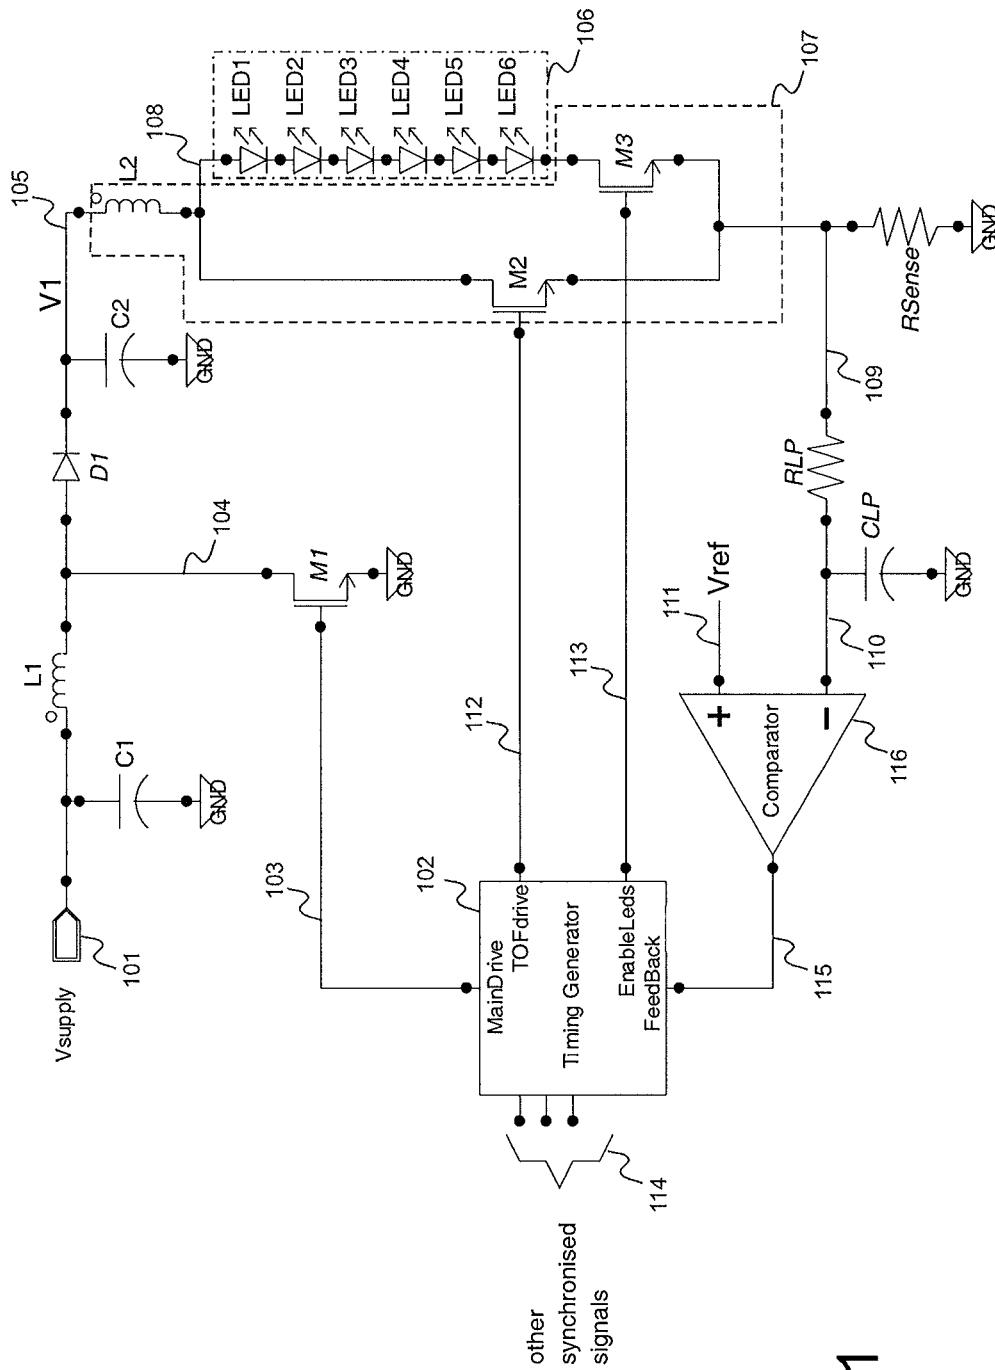 Vsupply
101
C1
GND
L1
104
M1
GND
D1
C2
GND
V1
105
L2
108
LED1
LED2
LED3
LED4
LED5
LED6
106
107
M2
M3
103
112
113
102
MainDrive
TOFdrive
Timing Generator
EnableLeds
FeedBack
other
synchronised
signals
114
115
Comparator
+
−
116
111
Vref
110
CLP
GND
RLP
109
RSense
GND
1